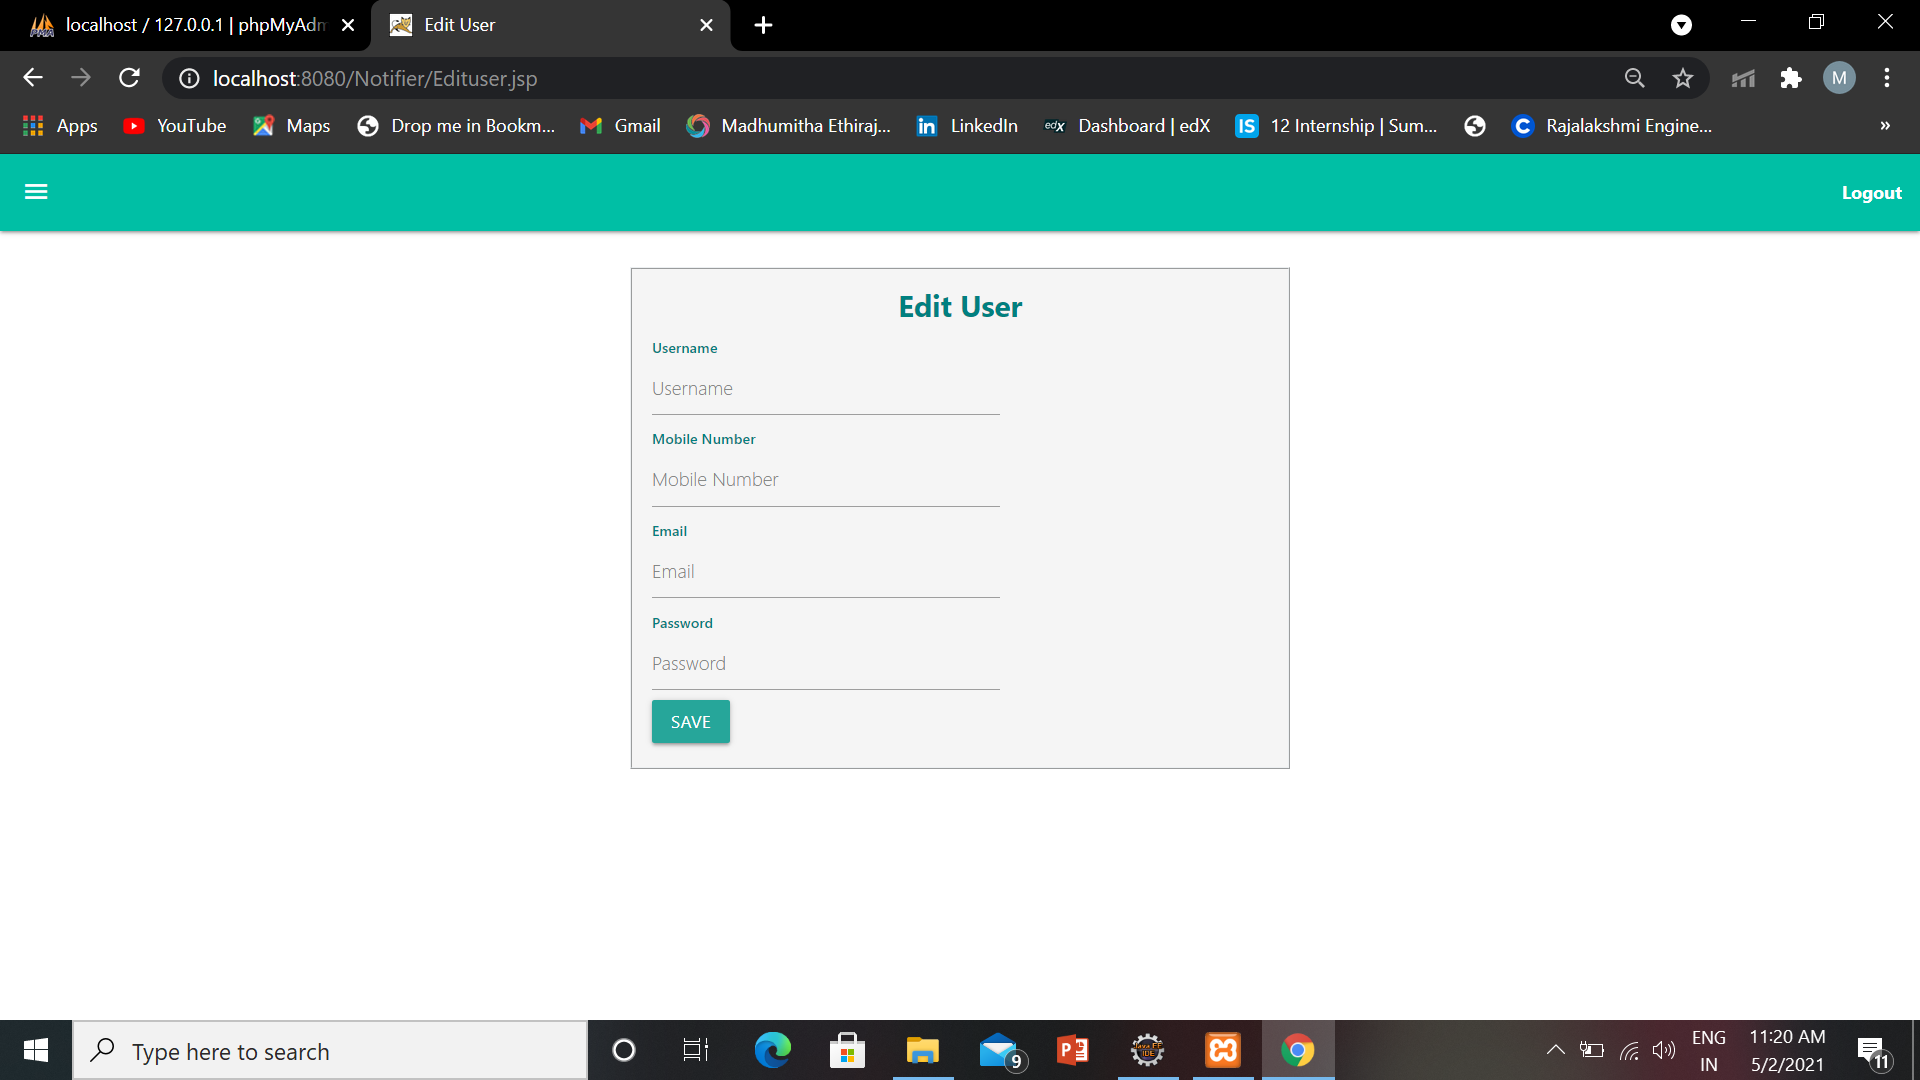 localhost / 127.0.0.1 | phpMyAdm
Edit User
localhost:8080/Notifier/Edituser.jsp
M
Apps
YouTube
Maps
Drop me in Bookm...
Gmail
Madhumitha Ethiraj...
in LinkedIn
edX Dashboard | edX
IS 12 Internship | Sum...
C Rajalakshmi Engine...
»
Logout
Edit User
Username
Username
Mobile Number
Mobile Number
Email
Email
Password
Password
SAVE
Type here to search
9
ENG
IN
11:20 AM
5/2/2021
11